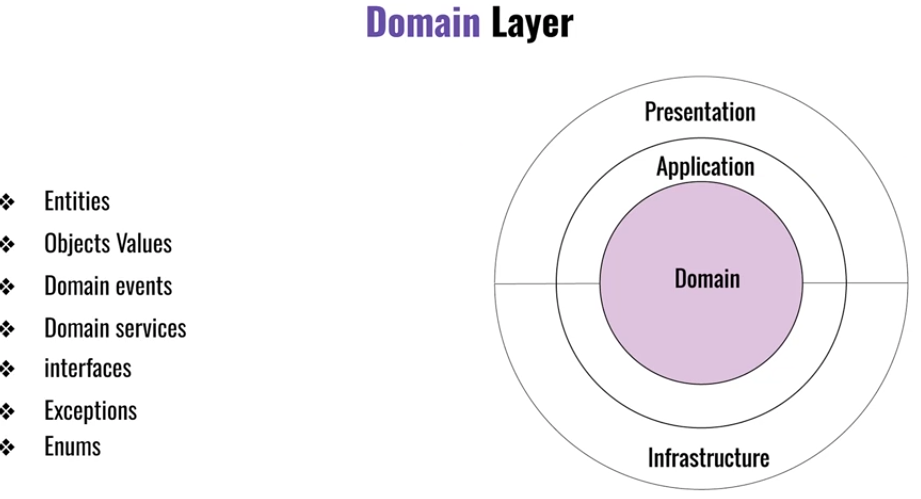 Domain Layer
Entities
Objects Values
Domain events
Domain services
interfaces
Exceptions
Enums
Presentation
Application
Domain
Infrastructure